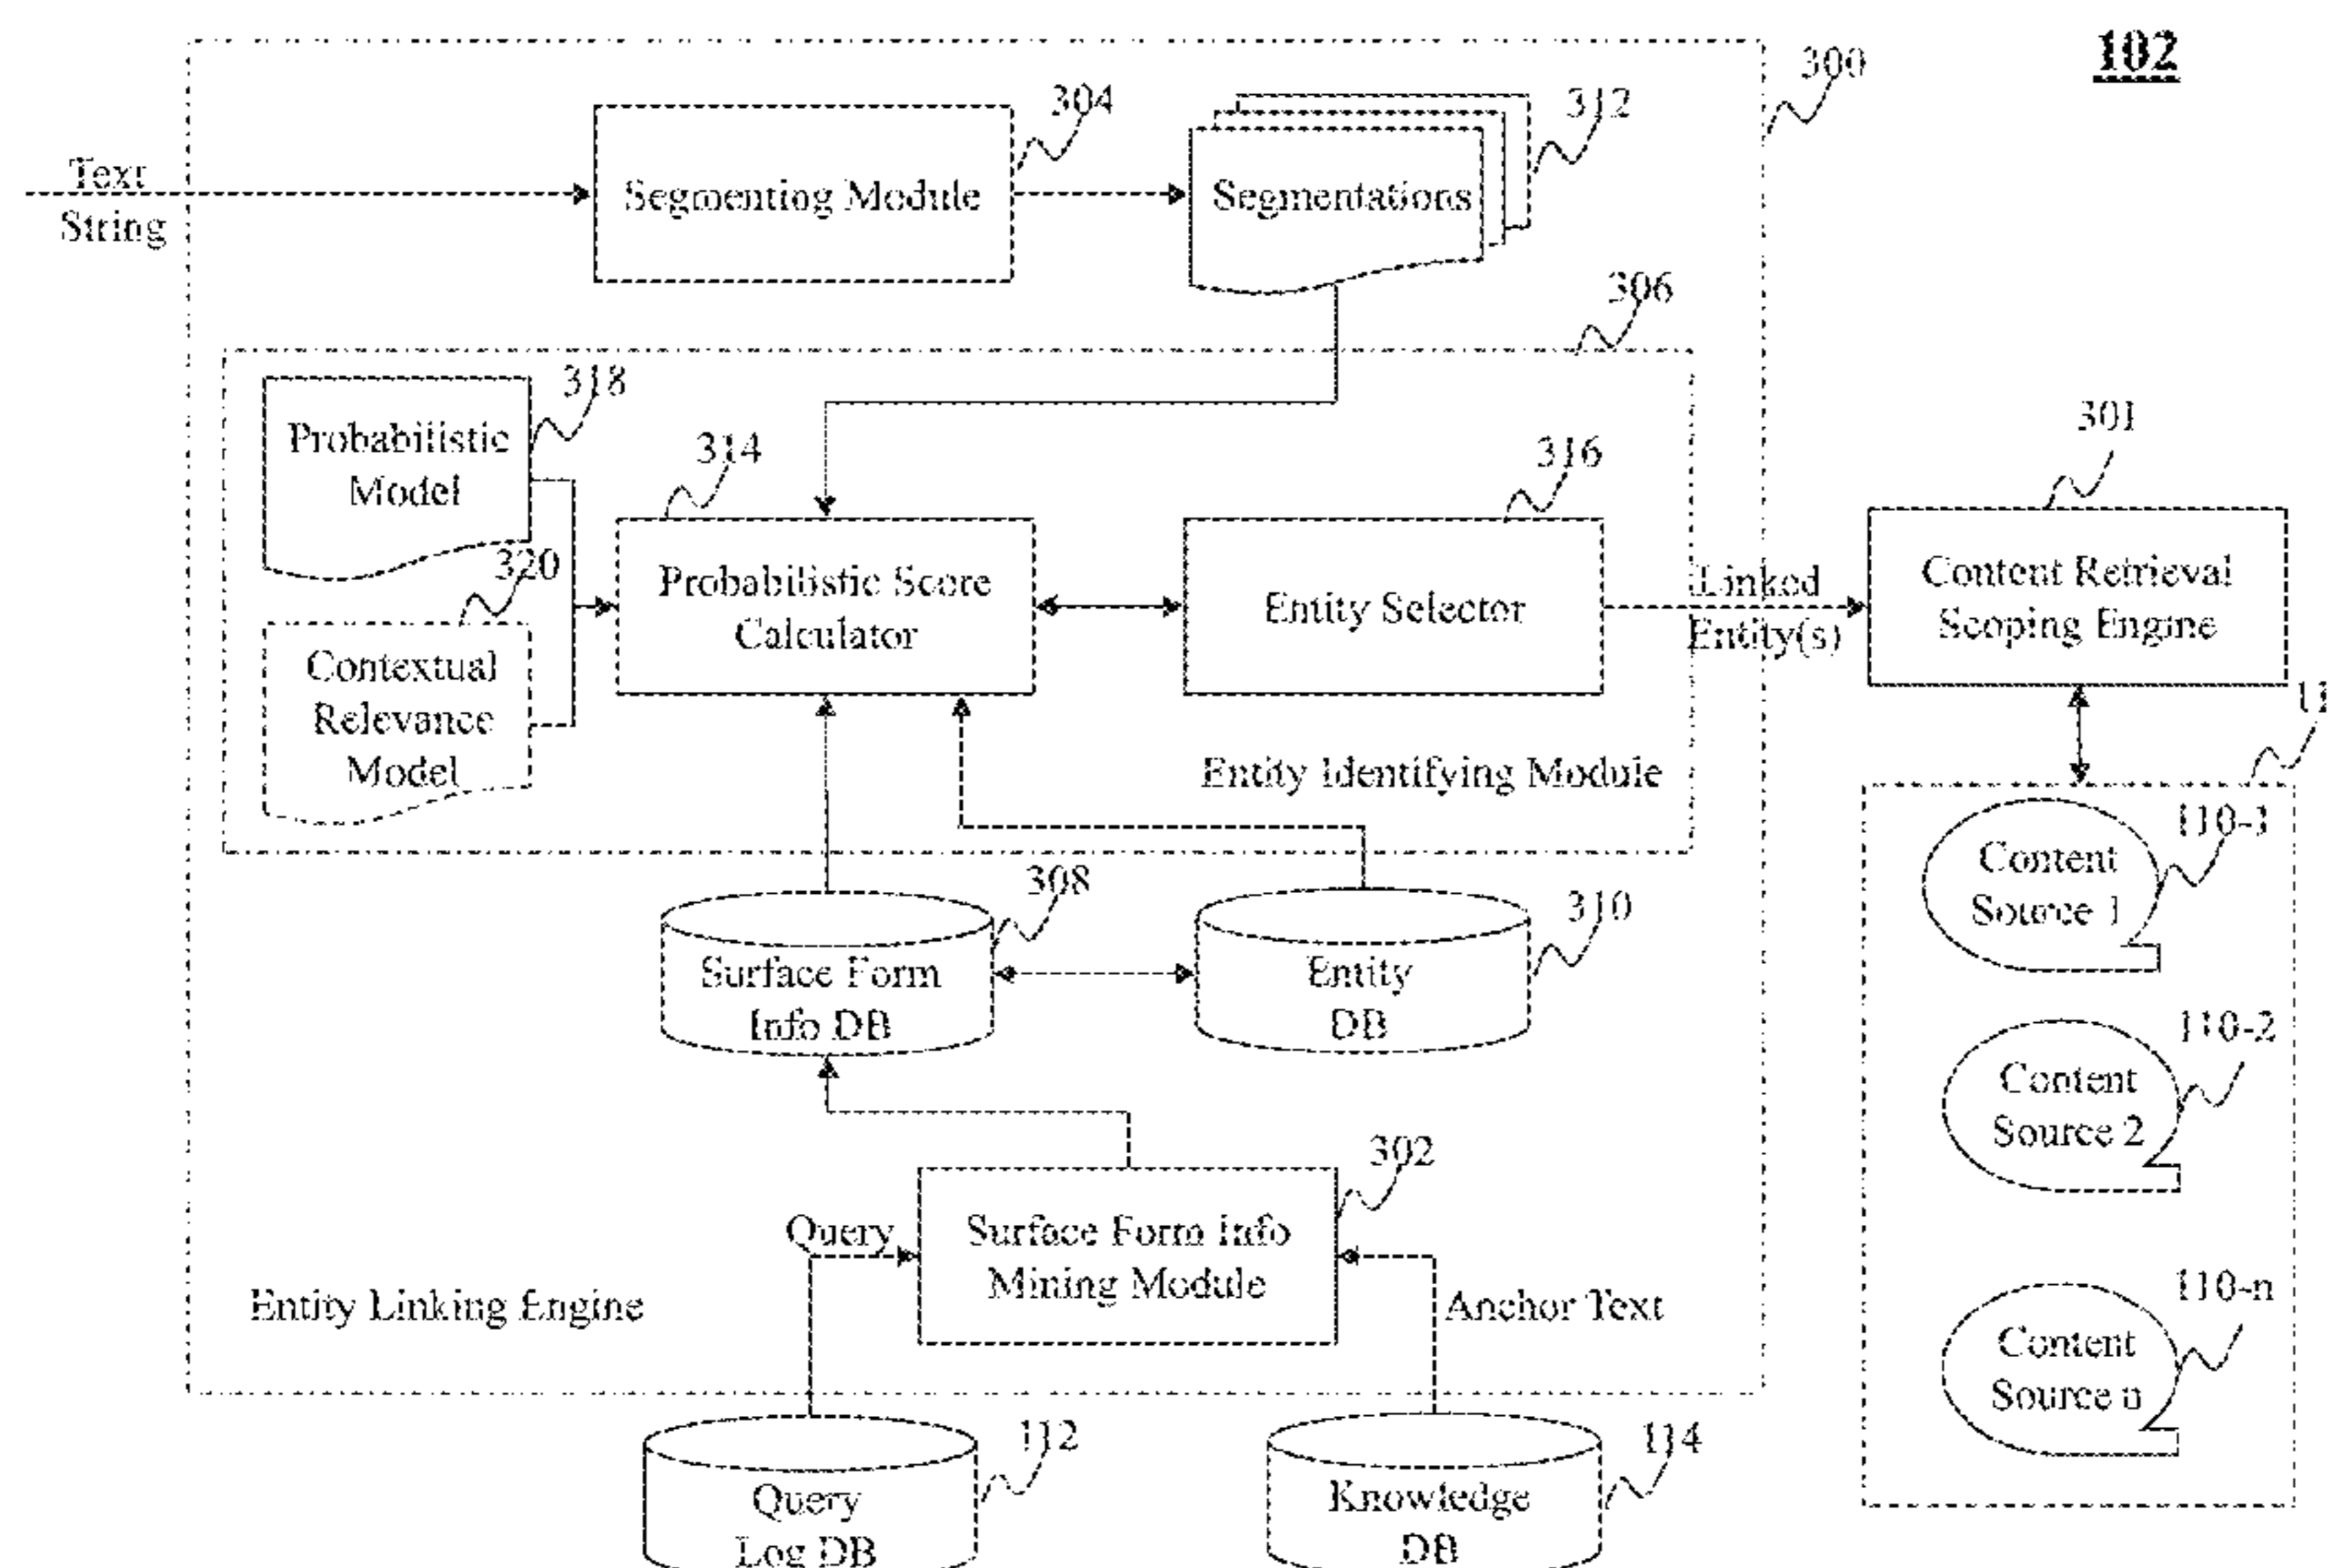 102
300
304
312
Text
String
Segmenting Module
Segmentations
306
318
Probabilistic
Model
314
316
301
320
Probabilistic Score
Calculator
Entity Selector
Linked
Entity(s)
Content Retrieval
Scoping Engine
Contextual
Relevance
Model
Entity Identifying Module
11
110-1
Content
Source 1
308
310
Surface Form
Info DB
Entity
DB
110-2
Content
Source 2
302
Query
Surface Form Info
Mining Module
Anchor Text
Entity Linking Engine
110-n
Content
Source n
112
114
Query
Log DB
Knowledge
DB